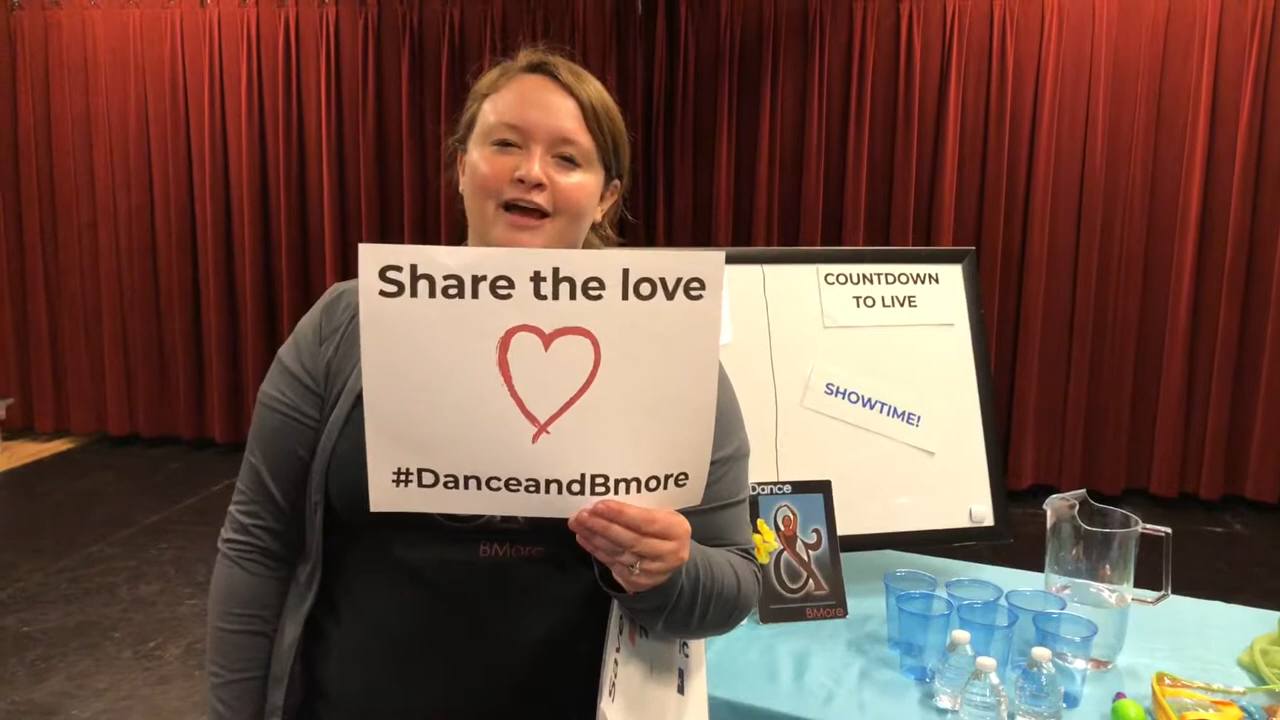 Share the love
#DanceandBmore
COUNTDOWN
TO LIVE
SHOWTIME!
Dance
&
BMore
BMore